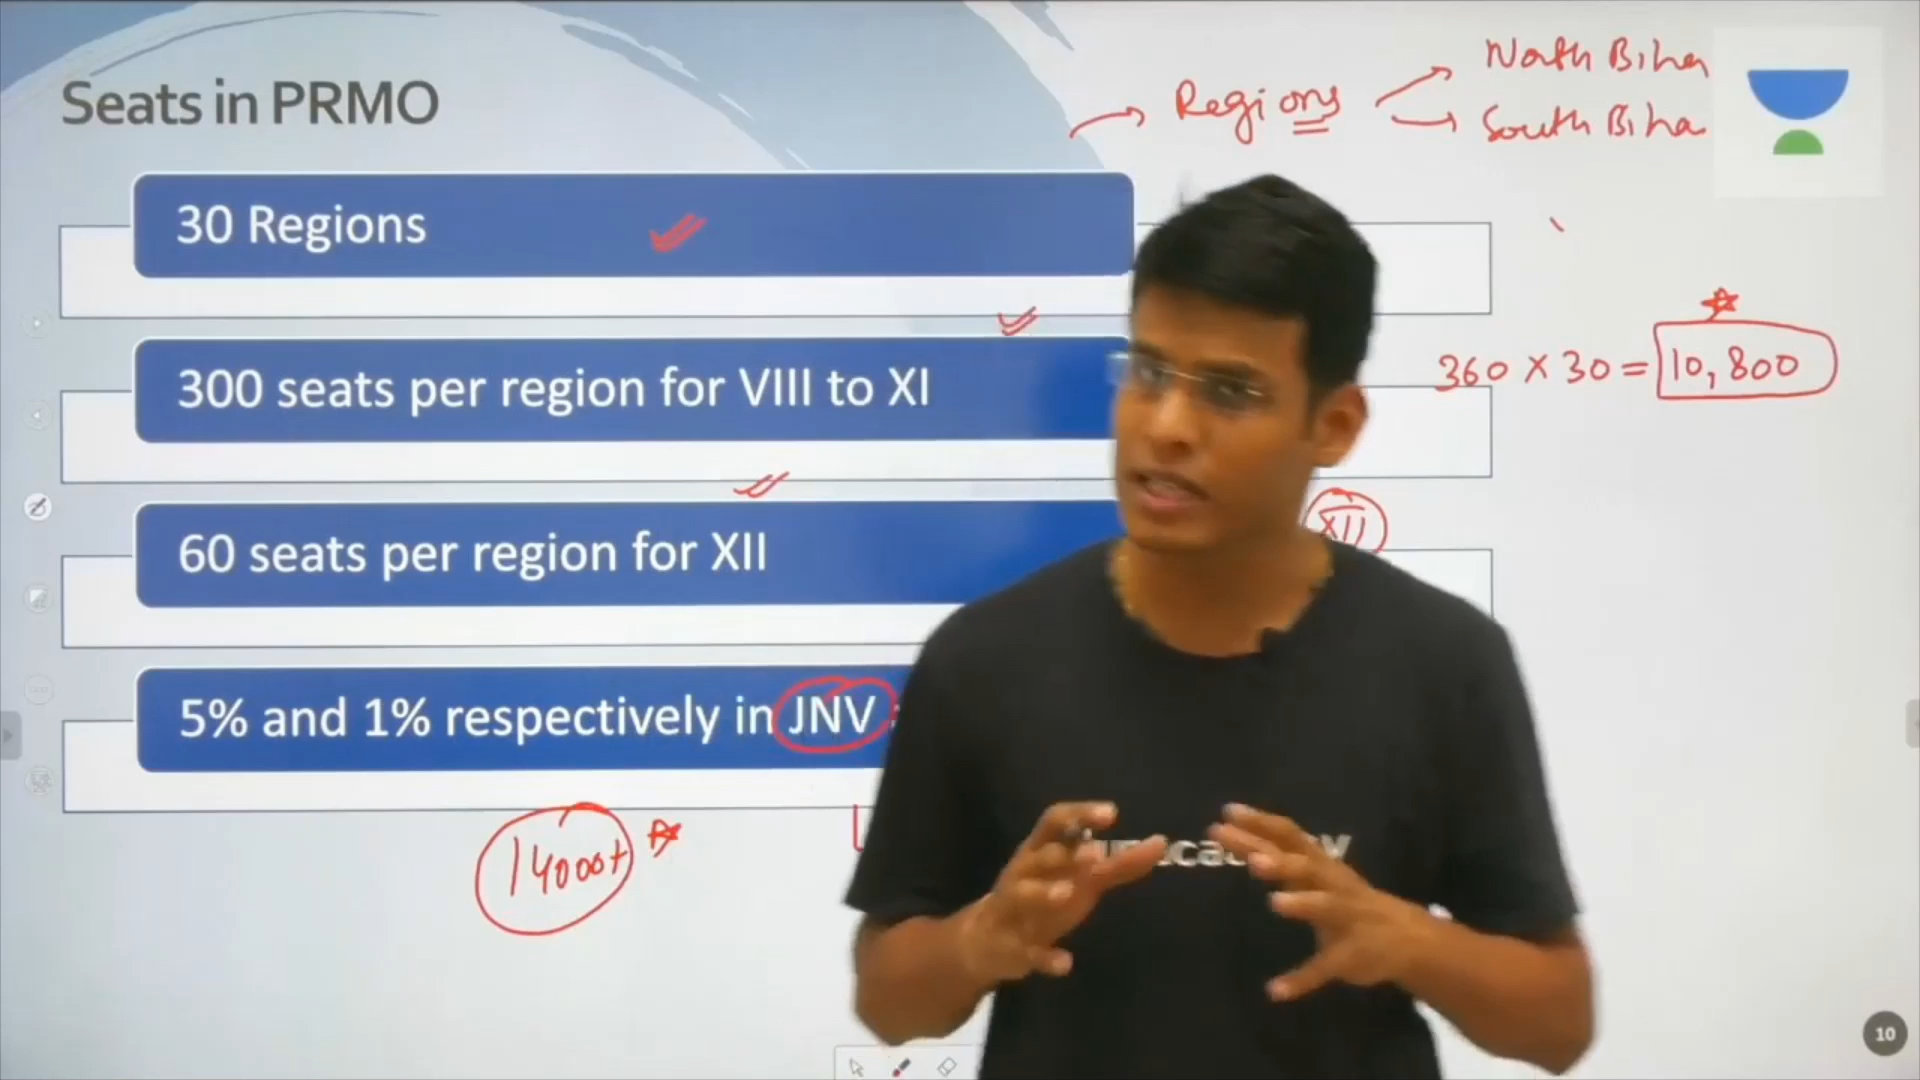 Seats in PRMO
Regions
North Bihar
South Bihar
30 Regions
300 seats per region for VIII to XI
360 × 30 = 10,800
60 seats per region for XII
XII
5% and 1% respectively in JNV
14000+
10